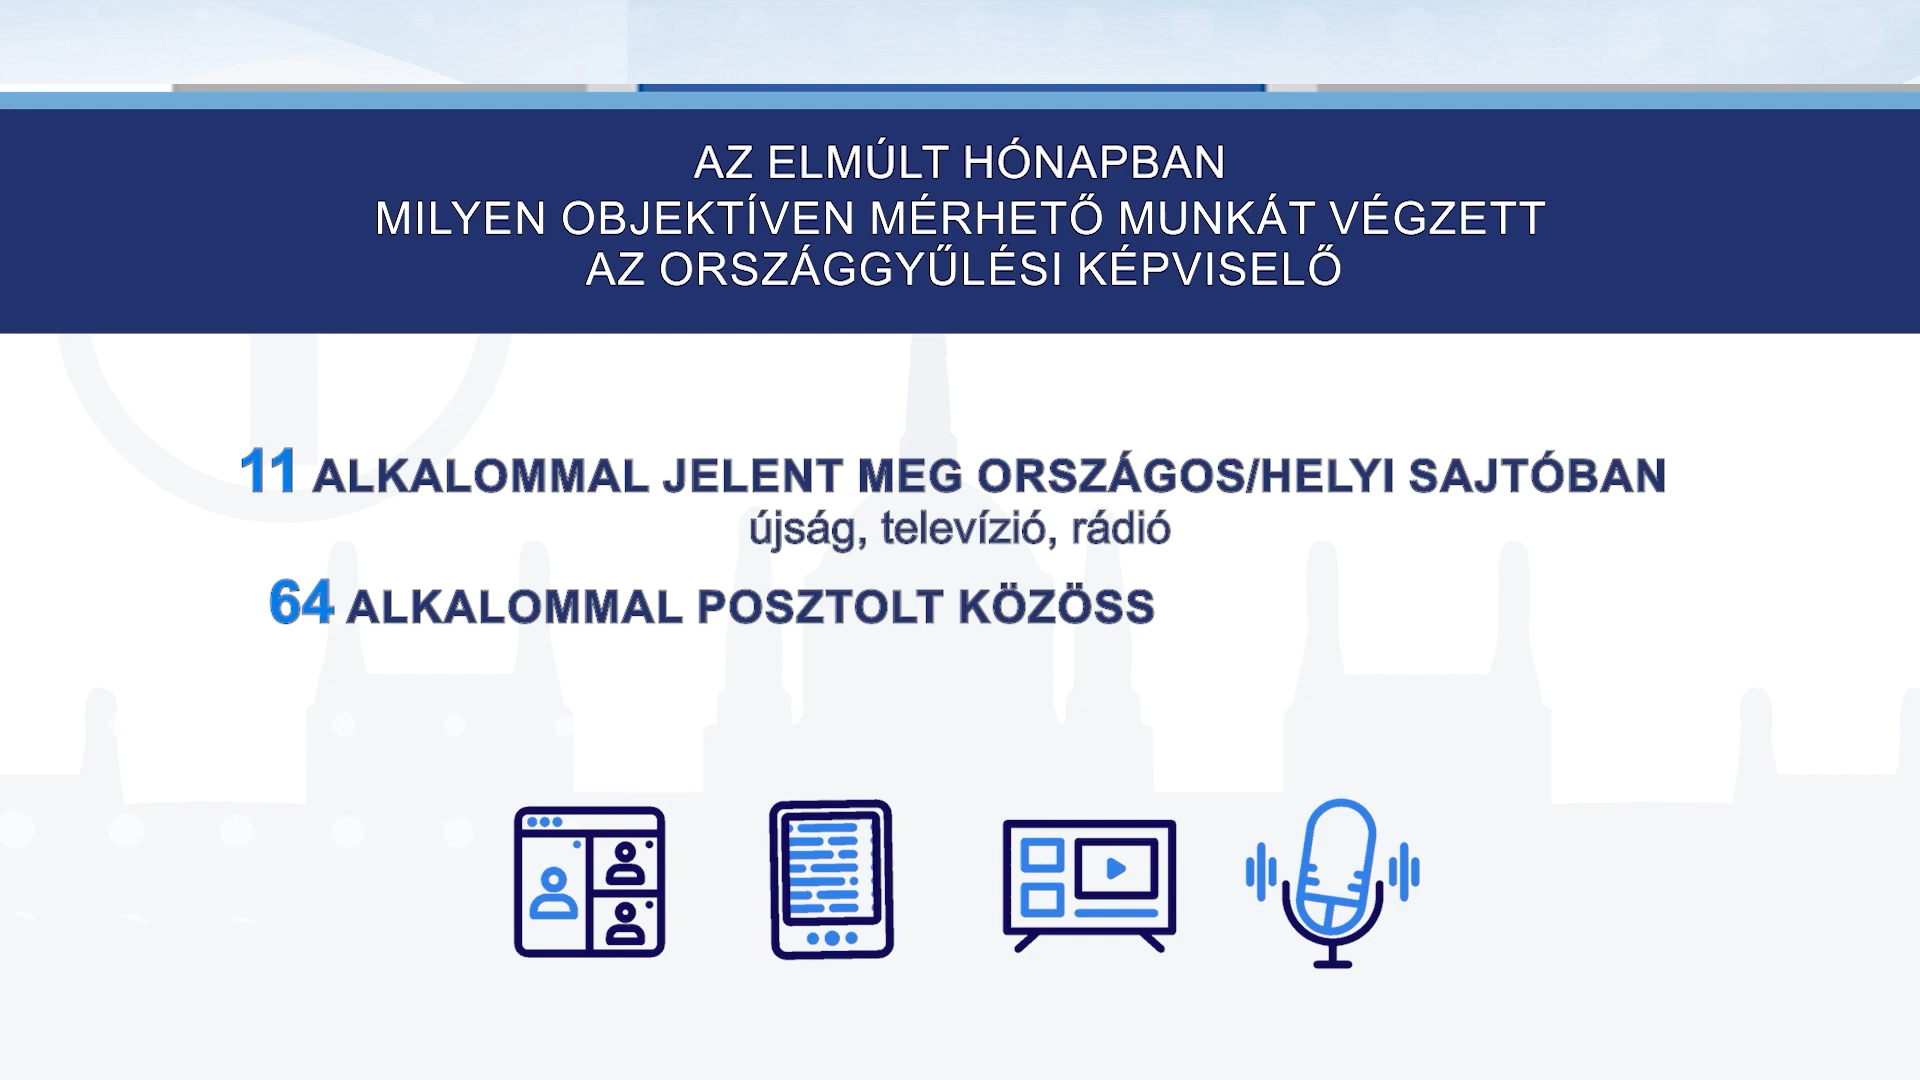 AZ ELMÚLT HÓNAPBAN
MILYEN OBJEKTÍVEN MÉRHETŐ MUNKÁT VÉGZETT
AZ ORSZÁGGYŰLÉSI KÉPVISELŐ
11 ALKALOMMAL JELENT MEG ORSZÁGOS/HELYI SAJTÓBAN
újság, televízió, rádió
64 ALKALOMMAL POSZTOLT KÖZÖSS